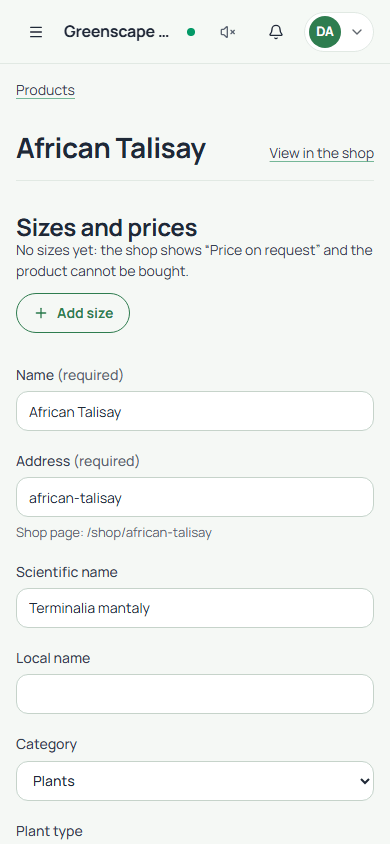 Greenscape ...
DA
Products
African Talisay
View in the shop
Sizes and prices
No sizes yet: the shop shows “Price on request” and the
product cannot be bought.
+ Add size
Name (required)
African Talisay
Address (required)
african-talisay
Shop page: /shop/african-talisay
Scientific name
Terminalia mantaly
Local name
Category
Plants
Plant type